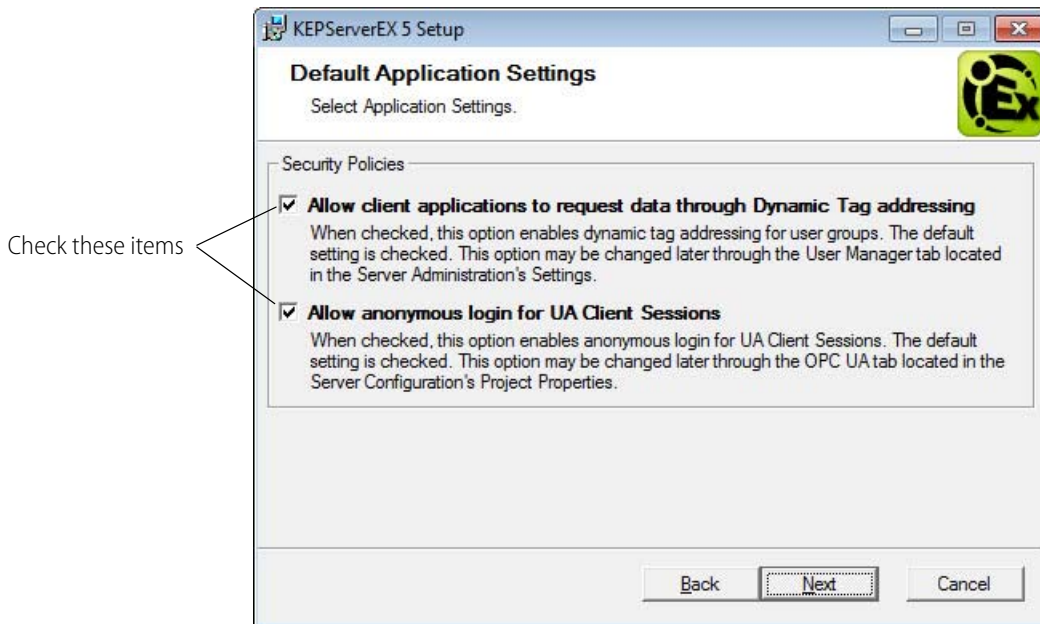 KEPServerEX 5 Setup
Default Application Settings
Select Application Settings.
Ex
Security Policies
Allow client applications to request data through Dynamic Tag addressing
When checked, this option enables dynamic tag addressing for user groups. The default
setting is checked. This option may be changed later through the User Manager tab located
in the Server Administration's Settings.
Check these items
Allow anonymous login for UA Client Sessions
When checked, this option enables anonymous login for UA Client Sessions. The default
setting is checked. This option may be changed later through the OPC UA tab located in the
Server Configuration's Project Properties.
Back Next Cancel